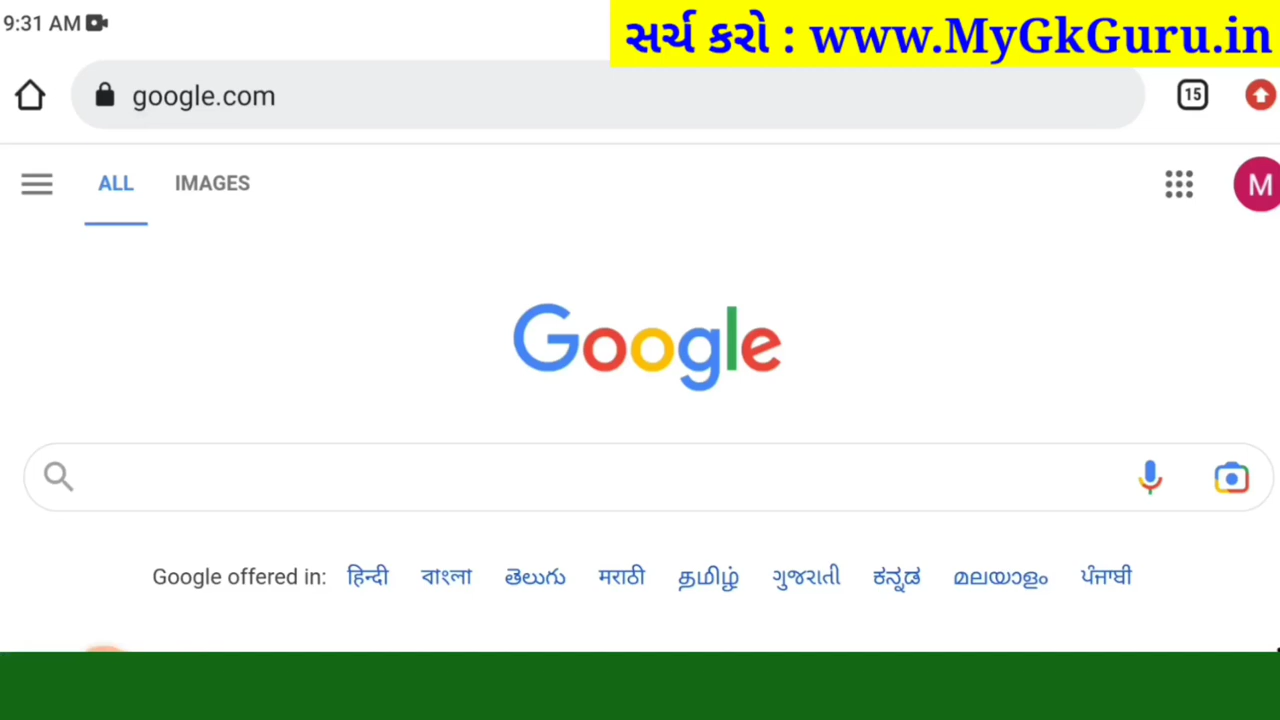 9:31 AM
સર્ચ કરો : www.MyGkGuru.in
google.com
15
ALL IMAGES
M
Google
Google offered in: हिन्दी বাংলা తెలుగు मराठी தமிழ் ગુજરાતી ಕನ್ನಡ മലയാളം ਪੰਜਾਬੀ